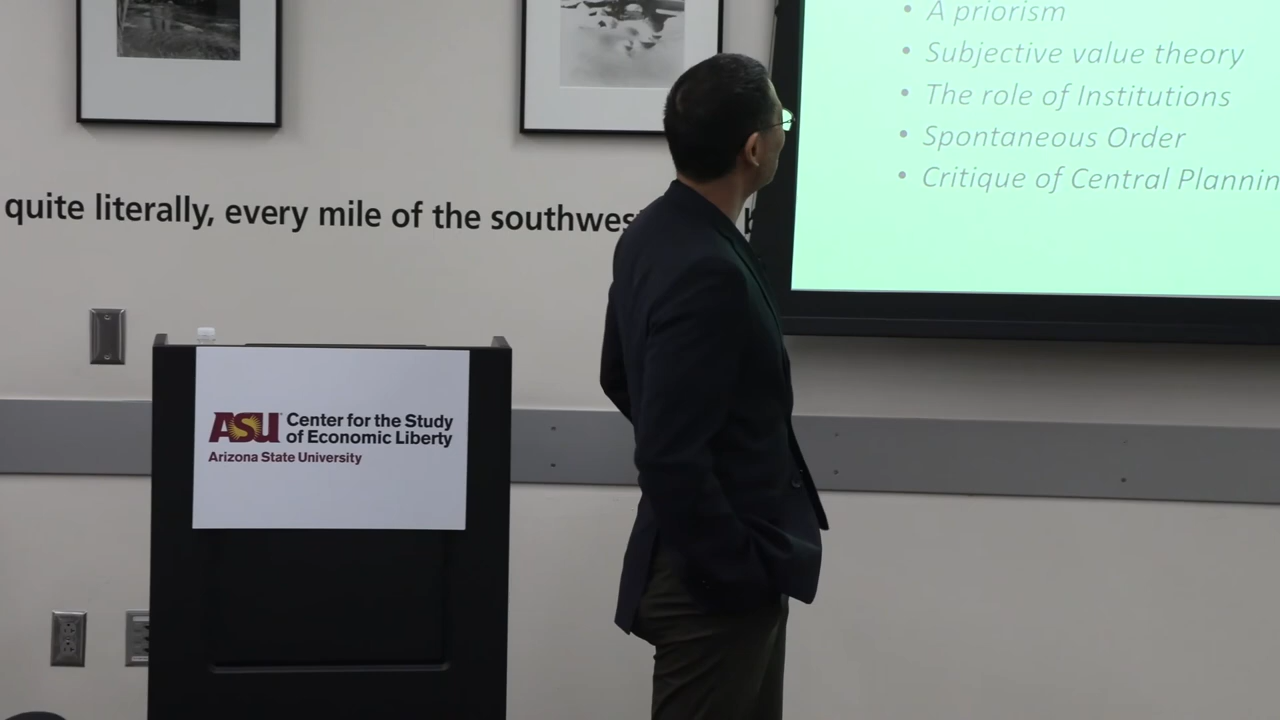 • A priorism
• Subjective value theory
• The role of Institutions
• Spontaneous Order
• Critique of Central Plannin
quite literally, every mile of the southwes
ASU Center for the Study
of Economic Liberty
Arizona State University